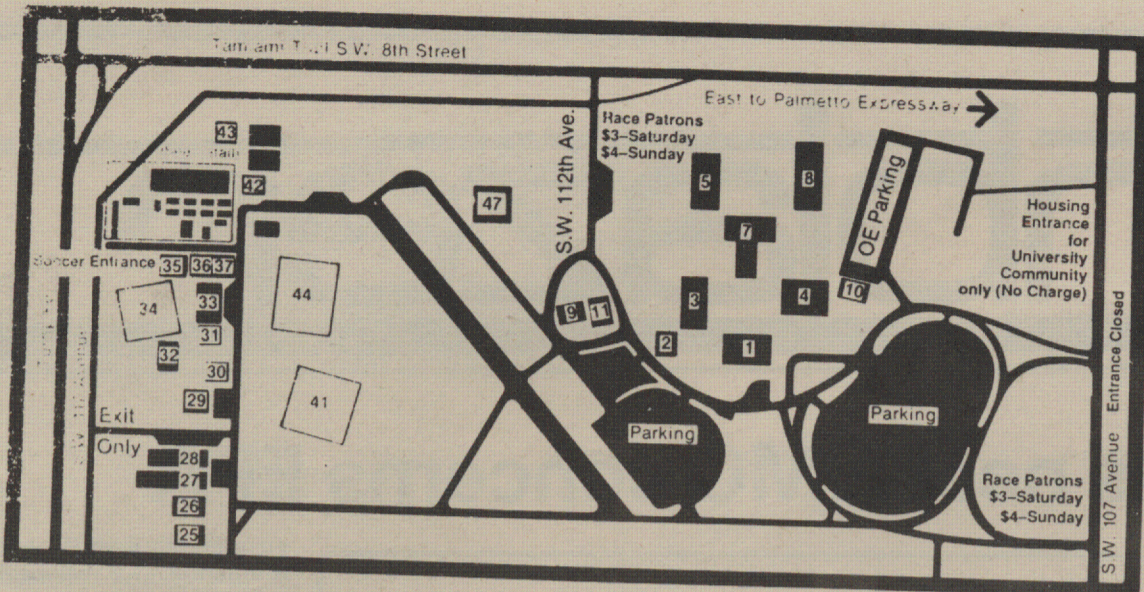 S.W. 8th Street
East to Palmetto Expressway
Race Patrons
$3–Saturday
$4–Sunday
S.W. 112th Ave.
43
42
47
5
8
7
OE Parking
Housing
Entrance
for
University
Community
only (No Charge)
Soccer Entrance
35
36
37
34
33
31
32
30
29
44
41
9
11
3
4
10
2
1
Exit
Only
28
27
26
25
Parking
Parking
Race Patrons
$3–Saturday
$4–Sunday
S.W. 107 Avenue Entrance Closed